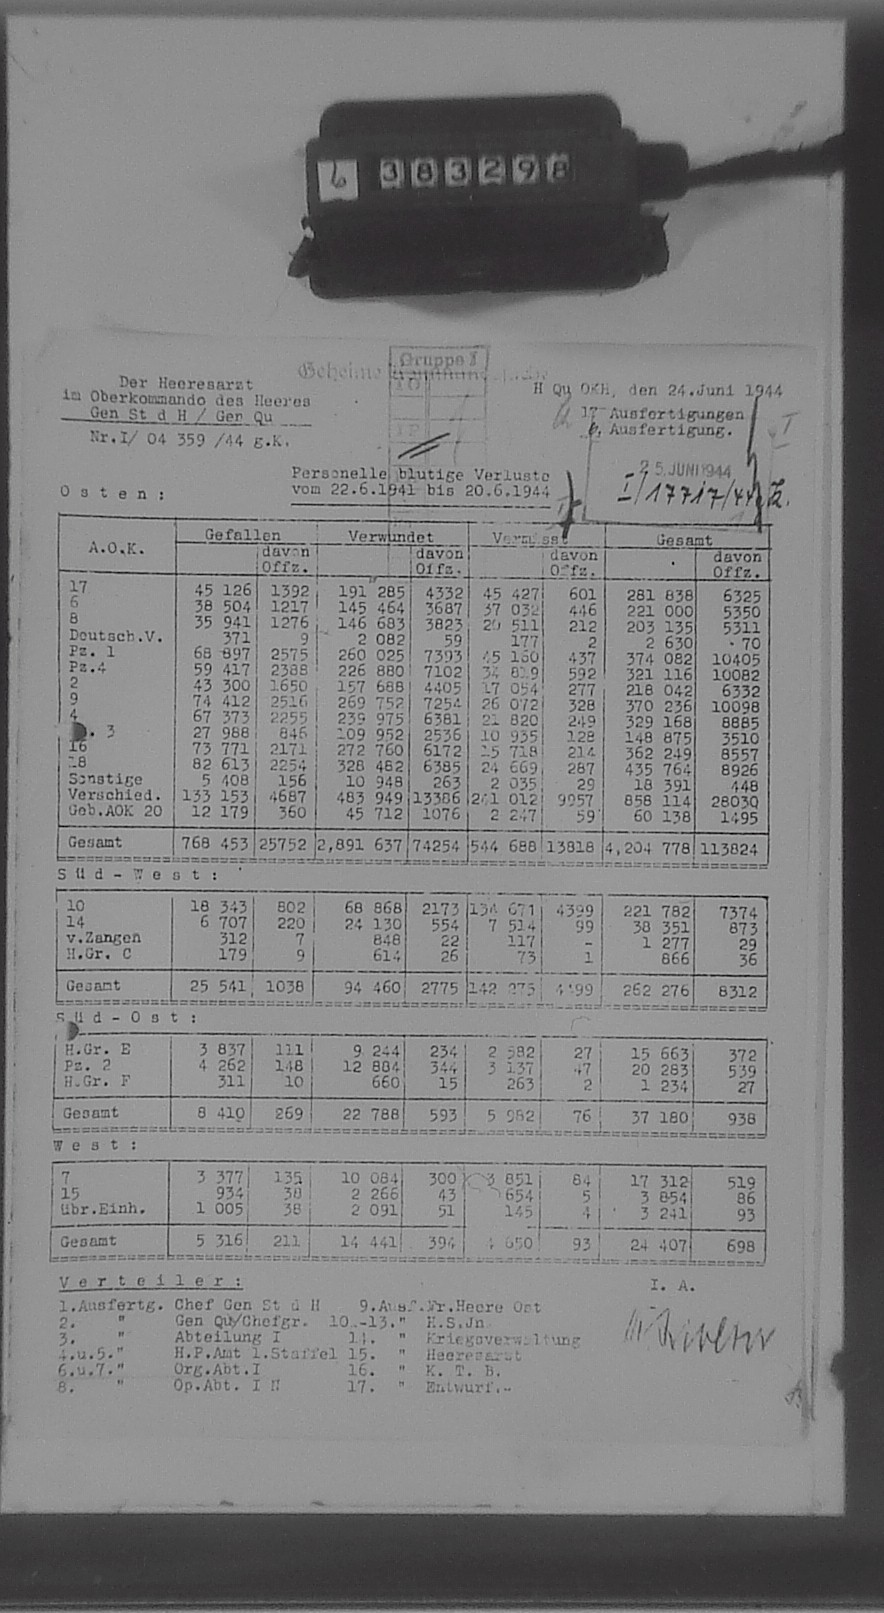 6 383298
Gruppe I
Geheime
Der Heeresarzt
im Oberkommando des Heeres
Gen St d H / Gen Qu
Nr.I/ 04 359 /44 g.K.
H Qu OKH, den 24.Juni 1944
17 Ausfertigungen
6. Ausfertigung.
25. JUNI 1944
I/17717/44
Personelle blutige Verluste
vom 22.6.1941 bis 20.6.1944
Osten:
A.O.K. Gefallen Verwundet Vermisst Gesamt
davon Offz. davon Offz. davon Offz. davon Offz.
17 45 126 1392 191 285 4332 45 427 601 281 838 6325
6 38 504 1217 145 464 3687 37 032 446 221 000 5350
8 35 941 1276 146 683 3823 20 511 212 203 135 5311
Deutsch.V. 371 9 2 082 59 177 2 2 630 70
Pz. 1 68 897 2575 260 025 7393 45 160 437 374 082 10405
Pz.4 59 417 2388 226 880 7102 34 819 592 321 116 10082
2 43 300 1650 157 688 4405 17 054 277 218 042 6332
9 74 412 2516 269 752 7254 26 072 328 370 236 10098
4 67 373 2255 239 975 6381 21 820 249 329 168 8885
3 27 988 846 109 952 2536 10 935 128 148 875 3510
16 73 771 2171 272 760 6172 15 718 214 362 249 8557
18 82 613 2254 328 482 6385 24 669 287 435 764 8926
Sonstige 5 408 156 10 948 263 2 035 29 18 391 448
Verschied. 133 153 4687 483 949 13386 241 012 9957 858 114 28030
Geb.AOK 20 12 179 360 45 712 1076 2 247 59 60 138 1495
Gesamt 768 453 25752 2,891 637 74254 544 688 13818 4,204 778 113824
Süd-West:
10 18 343 802 68 868 2173 134 671 4399 221 782 7374
14 6 707 220 24 130 554 7 514 99 38 351 873
v.Zangen 312 7 848 22 117 - 1 277 29
H.Gr. C 179 9 614 26 73 1 866 36
Gesamt 25 541 1038 94 460 2775 142 275 4499 262 276 8312
Süd-Ost:
H.Gr. E 3 837 111 9 244 234 2 582 27 15 663 372
Pz. 2 4 262 148 12 884 344 3 137 47 20 283 539
H.Gr. F 311 10 660 15 263 2 1 234 27
Gesamt 8 410 269 22 788 593 5 982 76 37 180 938
West:
7 3 377 135 10 084 300 3 851 84 17 312 519
15 934 38 2 266 43 654 5 3 854 86
übr.Einh. 1 005 38 2 091 51 145 4 3 241 93
Gesamt 5 316 211 14 441 394 4 650 93 24 407 698
Verteiler:
I. A.
1.Ausfertg. Chef Gen St d H 9.Ausf.Wr.Heere Ost
2. " Gen Qu/Chefgr. 10.-13. " H.S.Jn.
3. " Abteilung I 14. " Kriegsverwaltung
4.u.5." H.P.Amt 1.Staffel 15. " Heeresarzt
6.u.7." Org.Abt.I 16. " K. T. B.
8. " Op.Abt. I N 17. " Entwurf.-